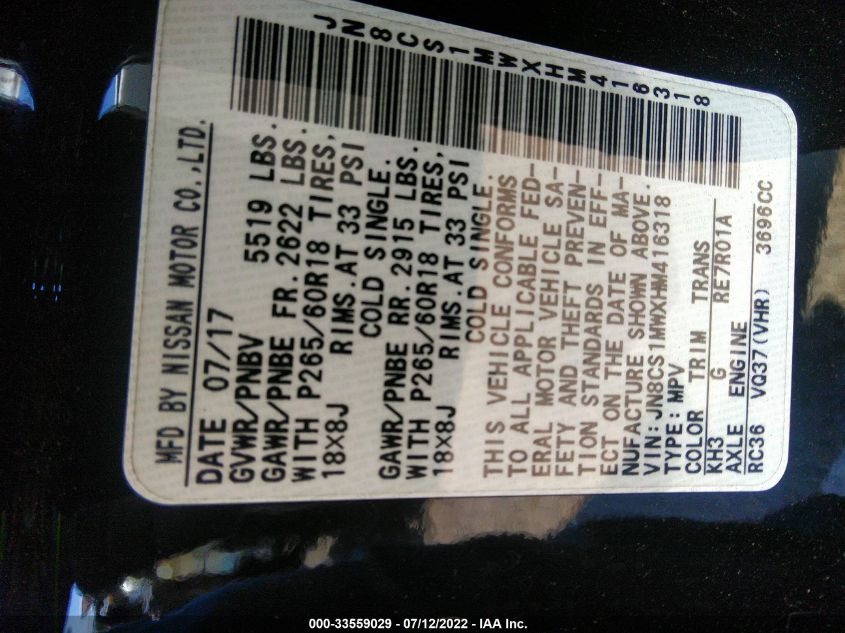 JN8CS1MWXHM416318
MFD BY NISSAN MOTOR CO.,LTD.
DATE 07/17
GVWR/PNBV 5519 LBS.
GAWR/PNBE FR. 2622 LBS.
WITH P265/60R18 TIRES,
18X8J RIMS.AT 33 PSI
COLD SINGLE.
GAWR/PNBE RR. 2915 LBS.
WITH P265/60R18 TIRES,
18X8J RIMS.AT 33 PSI
COLD SINGLE.
THIS VEHICLE CONFORMS
TO ALL APPLICABLE FED-
ERAL MOTOR VEHICLE SA-
FETY AND THEFT PREVEN-
TION STANDARDS IN EFF-
ECT ON THE DATE OF MA-
NUFACTURE SHOWN ABOVE.
VIN: JN8CS1MWXHM416318
TYPE: MPV
COLOR TRIM TRANS
KH3 G RE7R01A
AXLE ENGINE
RC36 VQ37(VHR) 3696CC
000-33559029 - 07/12/2022 - IAA Inc.